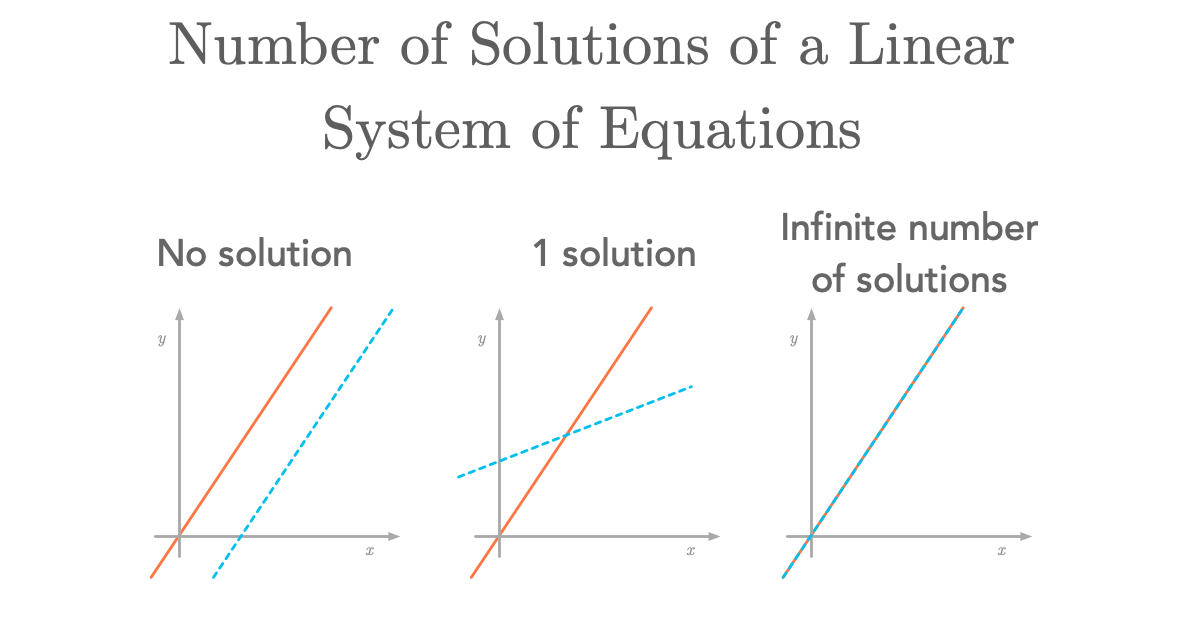 Number of Solutions of a Linear
System of Equations
No solution
1 solution
Infinite number
of solutions
y
x
y
x
y
x